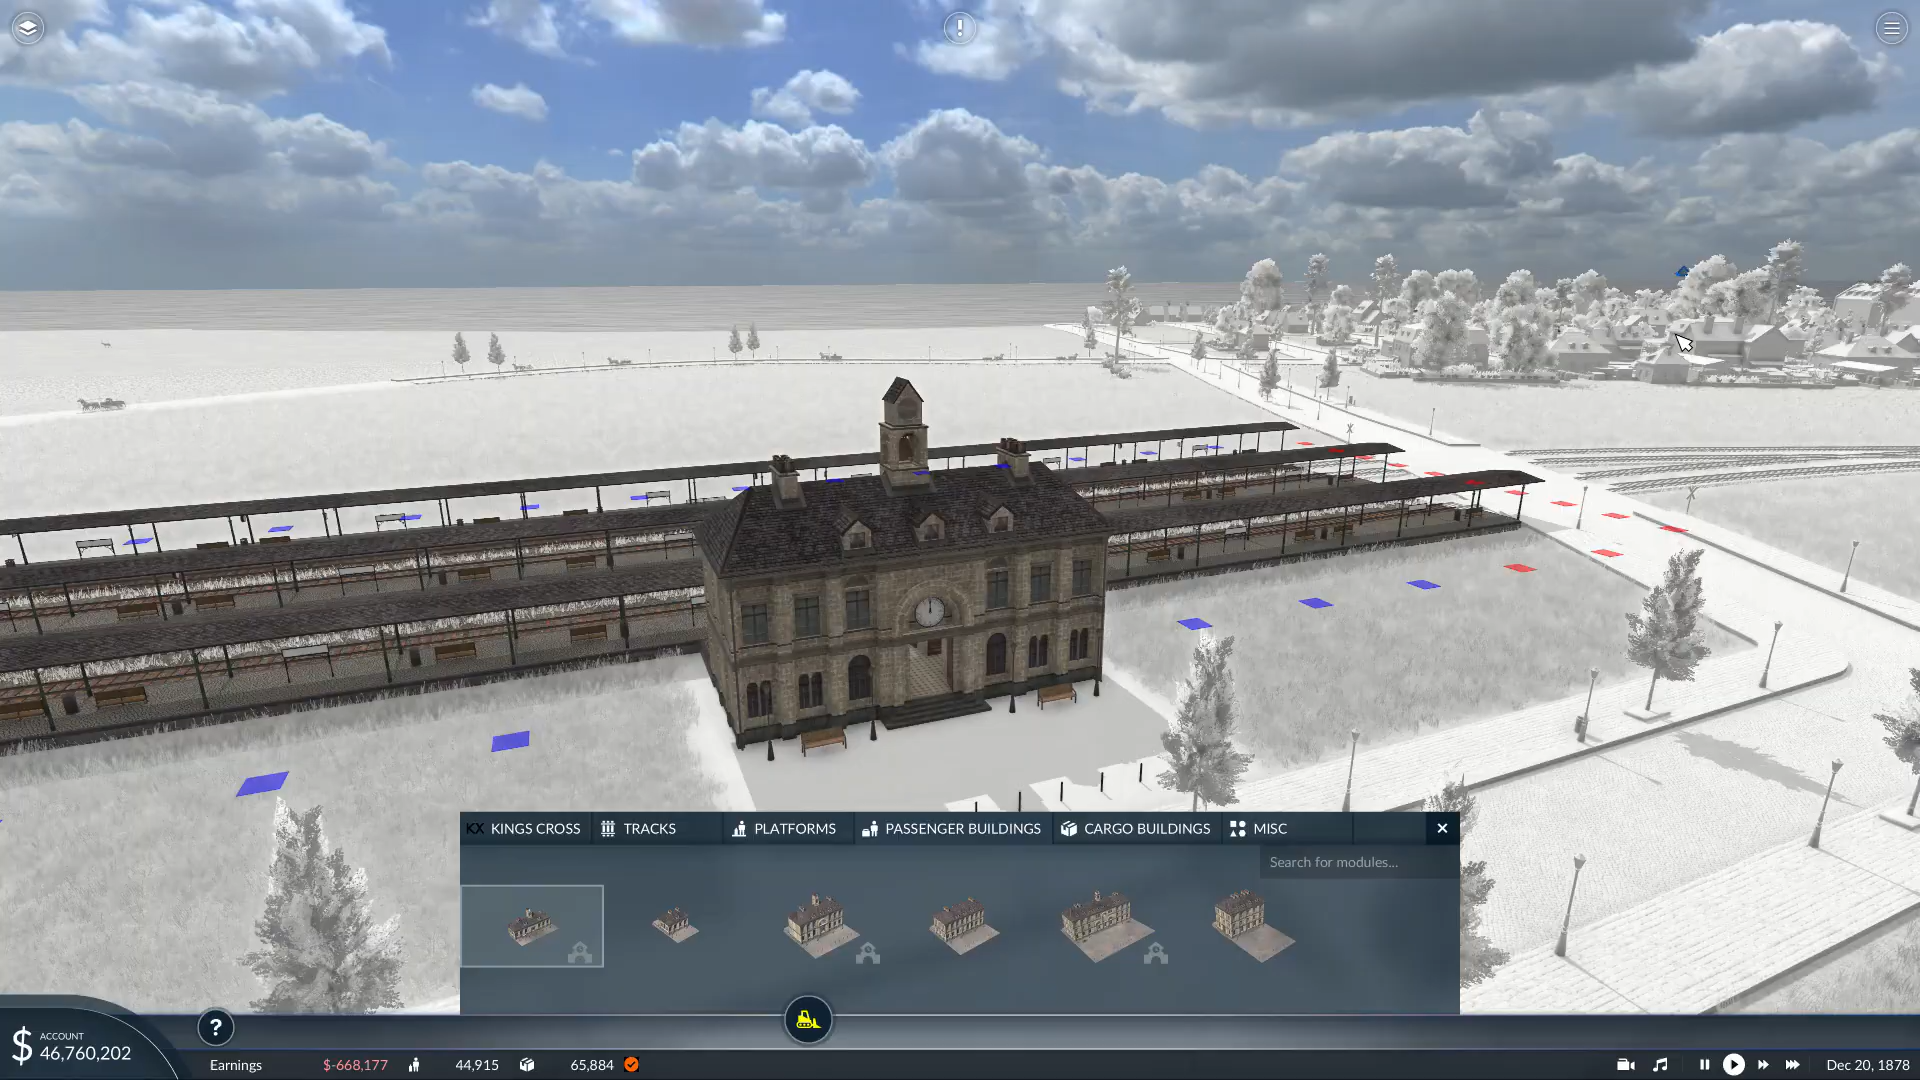 KX KINGS CROSS
TRACKS
PLATFORMS
PASSENGER BUILDINGS
CARGO BUILDINGS
MISC
Search for modules...
ACCOUNT
$ 46,760,202
?
Earnings $-668,177 44,915 65,884
Dec 20, 1878